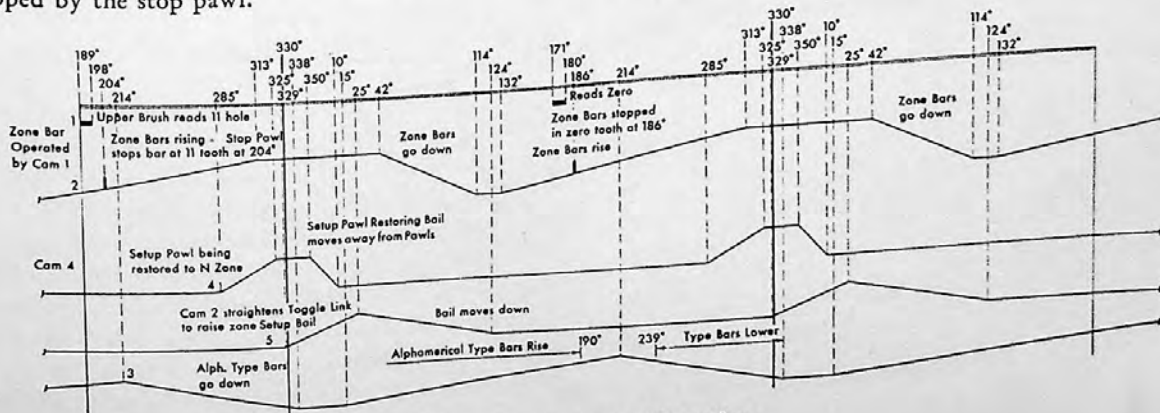 pped by the stop pawl.
189°
198°
204°
214°
285°
313°
325°
330°
329°
338°
350°
10°
15°
25°
42°
114°
124°
132°
171°
180°
186°
214°
285°
313°
325°
330°
329°
338°
350°
10°
15°
25°
42°
114°
124°
132°
1
Upper Brush reads 11 hole
Zone Bar
Operated
by Cam 1
Zone Bars rising - Stop Pawl
stops bar at 11 tooth at 204°
2
Zone Bars
go down
Reads Zero
Zone Bars stopped
in zero tooth at 186°
Zone Bars rise
Zone Bars
go down
Setup Pawl Restoring Bail
moves away from Pawls
Cam 4
Setup Pawl being
restored to N Zone
4
Cam 2 straightens Toggle Link
to raise zone Setup Bail
5
Bail moves down
3
Alph. Type Bars
go down
Alphamerical Type Bars Rise
190°
239°
Type Bars Lower